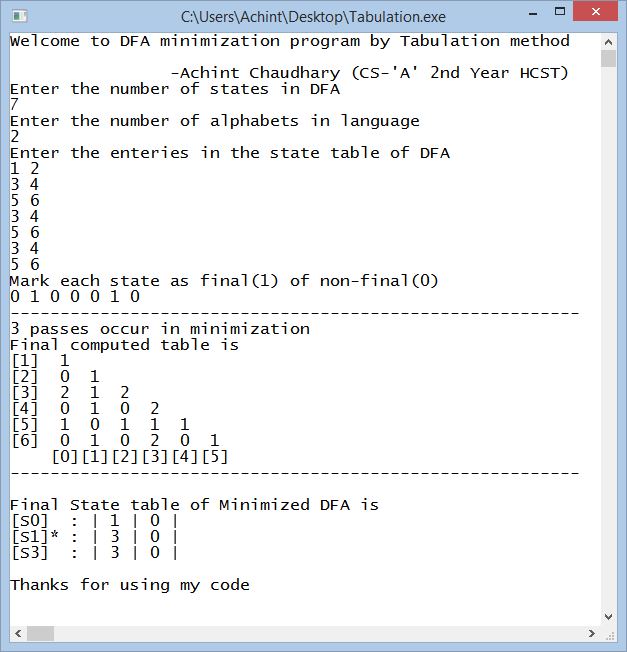 C:\Users\Achint\Desktop\Tabulation.exe
Welcome to DFA minimization program by Tabulation method
-Achint Chaudhary (CS-'A' 2nd Year HCST)
Enter the number of states in DFA
7
Enter the number of alphabets in language
2
Enter the enteries in the state table of DFA
1 2
3 4
5 6
3 4
5 6
3 4
5 6
Mark each state as final(1) of non-final(0)
0 1 0 0 0 1 0
---------------------------------------------------------
3 passes occur in minimization
Final computed table is
[1]  1
[2]  0  1
[3]  2  1  2
[4]  0  1  0  2
[5]  1  0  1  1  1
[6]  0  1  0  2  0  1
[0][1][2][3][4][5]
---------------------------------------------------------
Final State table of Minimized DFA is
[S0]  : | 1 | 0 |
[S1]* : | 3 | 0 |
[S3]  : | 3 | 0 |
Thanks for using my code